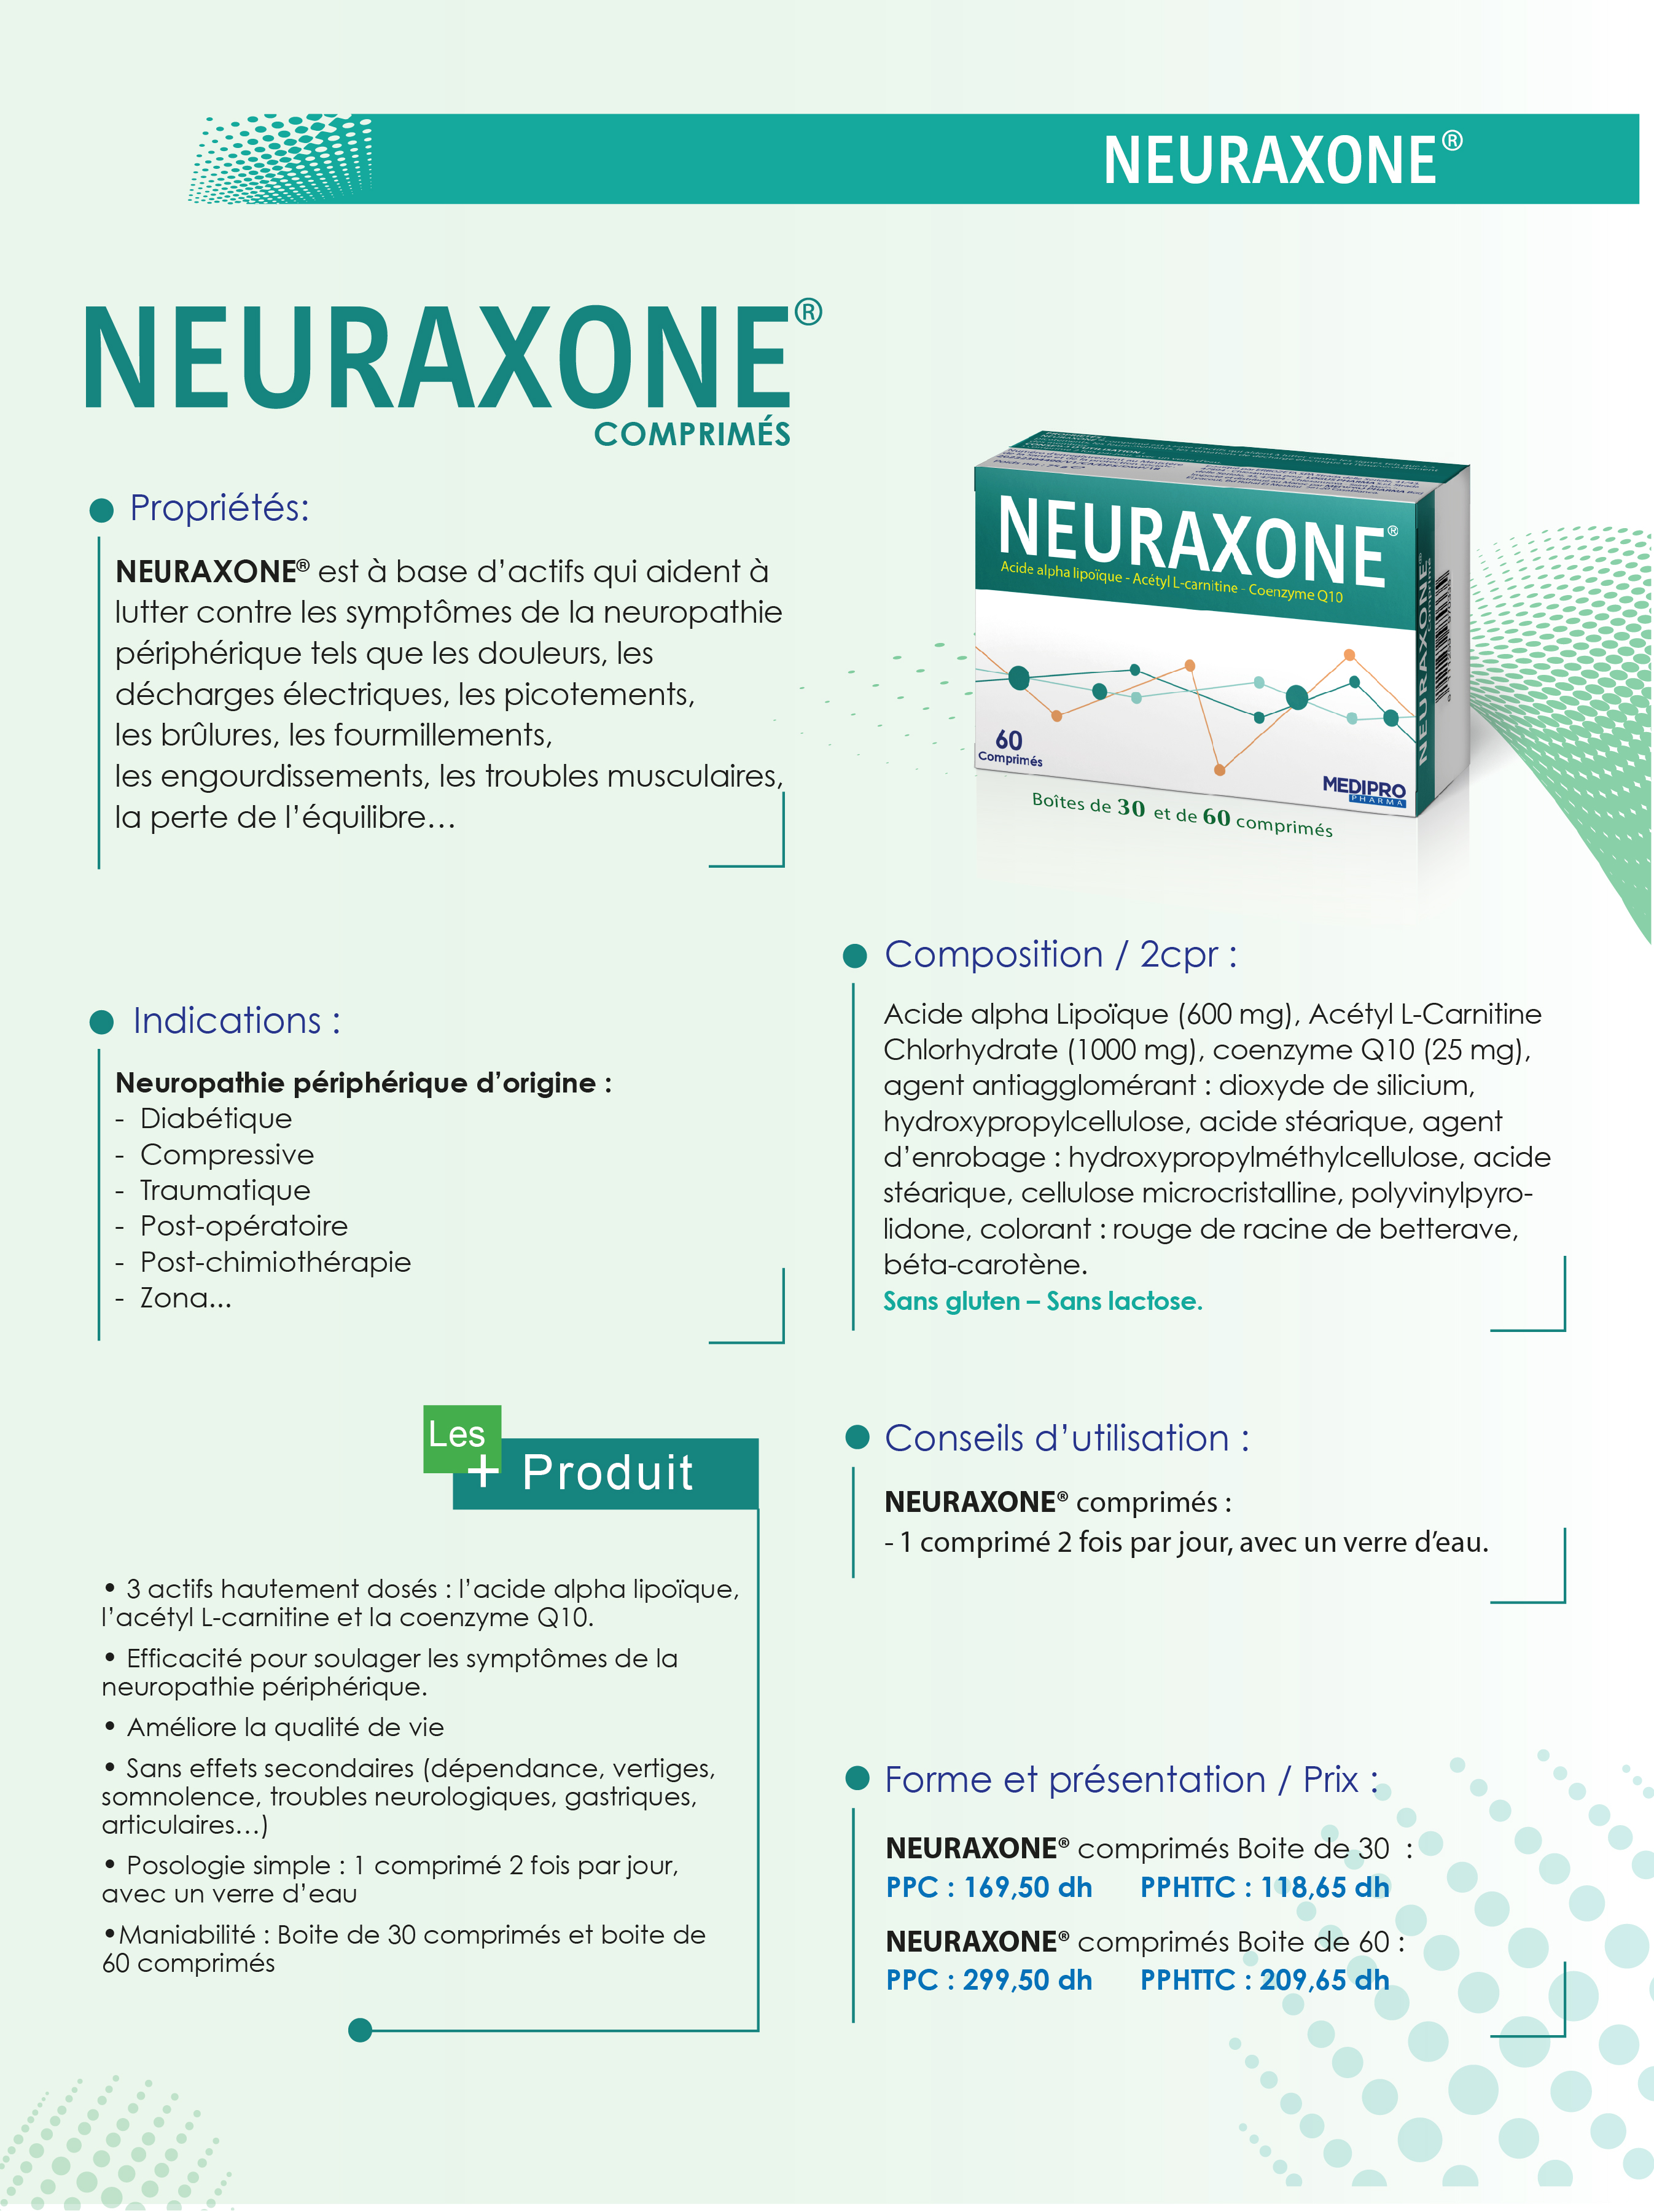 NEURAXONE®
NEURAXONE®
COMPRIMÉS
Propriétés:
NEURAXONE® est à base d’actifs qui aident à
lutter contre les symptômes de la neuropathie
périphérique tels que les douleurs, les
décharges électriques, les picotements,
les brûlures, les fourmillements,
les engourdissements, les troubles musculaires,
la perte de l’équilibre...
NEURAXONE®
Acide alpha lipoïque - Acétyl L-carnitine - Coenzyme Q10
60
Comprimés
MEDIPRO
PHARMA
NEURAXONE®
Comprimé
Boîtes de 30 et de 60 comprimés
Indications :
Neuropathie périphérique d’origine :
- Diabétique
- Compressive
- Traumatique
- Post-opératoire
- Post-chimiothérapie
- Zona...
Composition / 2cpr :
Acide alpha Lipoïque (600 mg), Acétyl L-Carnitine
Chlorhydrate (1000 mg), coenzyme Q10 (25 mg),
agent antiagglomérant : dioxyde de silicium,
hydroxypropylcellulose, acide stéarique, agent
d’enrobage : hydroxypropylméthylcellulose, acide
stéarique, cellulose microcristalline, polyvinylpyro-
lidone, colorant : rouge de racine de betterave,
béta-carotène.
Sans gluten – Sans lactose.
Les
+ Produit
• 3 actifs hautement dosés : l’acide alpha lipoïque,
l’acétyl L-carnitine et la coenzyme Q10.
• Efficacité pour soulager les symptômes de la
neuropathie périphérique.
• Améliore la qualité de vie
• Sans effets secondaires (dépendance, vertiges,
somnolence, troubles neurologiques, gastriques,
articulaires...)
• Posologie simple : 1 comprimé 2 fois par jour,
avec un verre d’eau
•Maniabilité : Boite de 30 comprimés et boite de
60 comprimés
Conseils d’utilisation :
NEURAXONE® comprimés :
- 1 comprimé 2 fois par jour, avec un verre d’eau.
Forme et présentation / Prix :
NEURAXONE® comprimés Boite de 30 :
PPC : 169,50 dh PPHTTC : 118,65 dh
NEURAXONE® comprimés Boite de 60 :
PPC : 299,50 dh PPHTTC : 209,65 dh